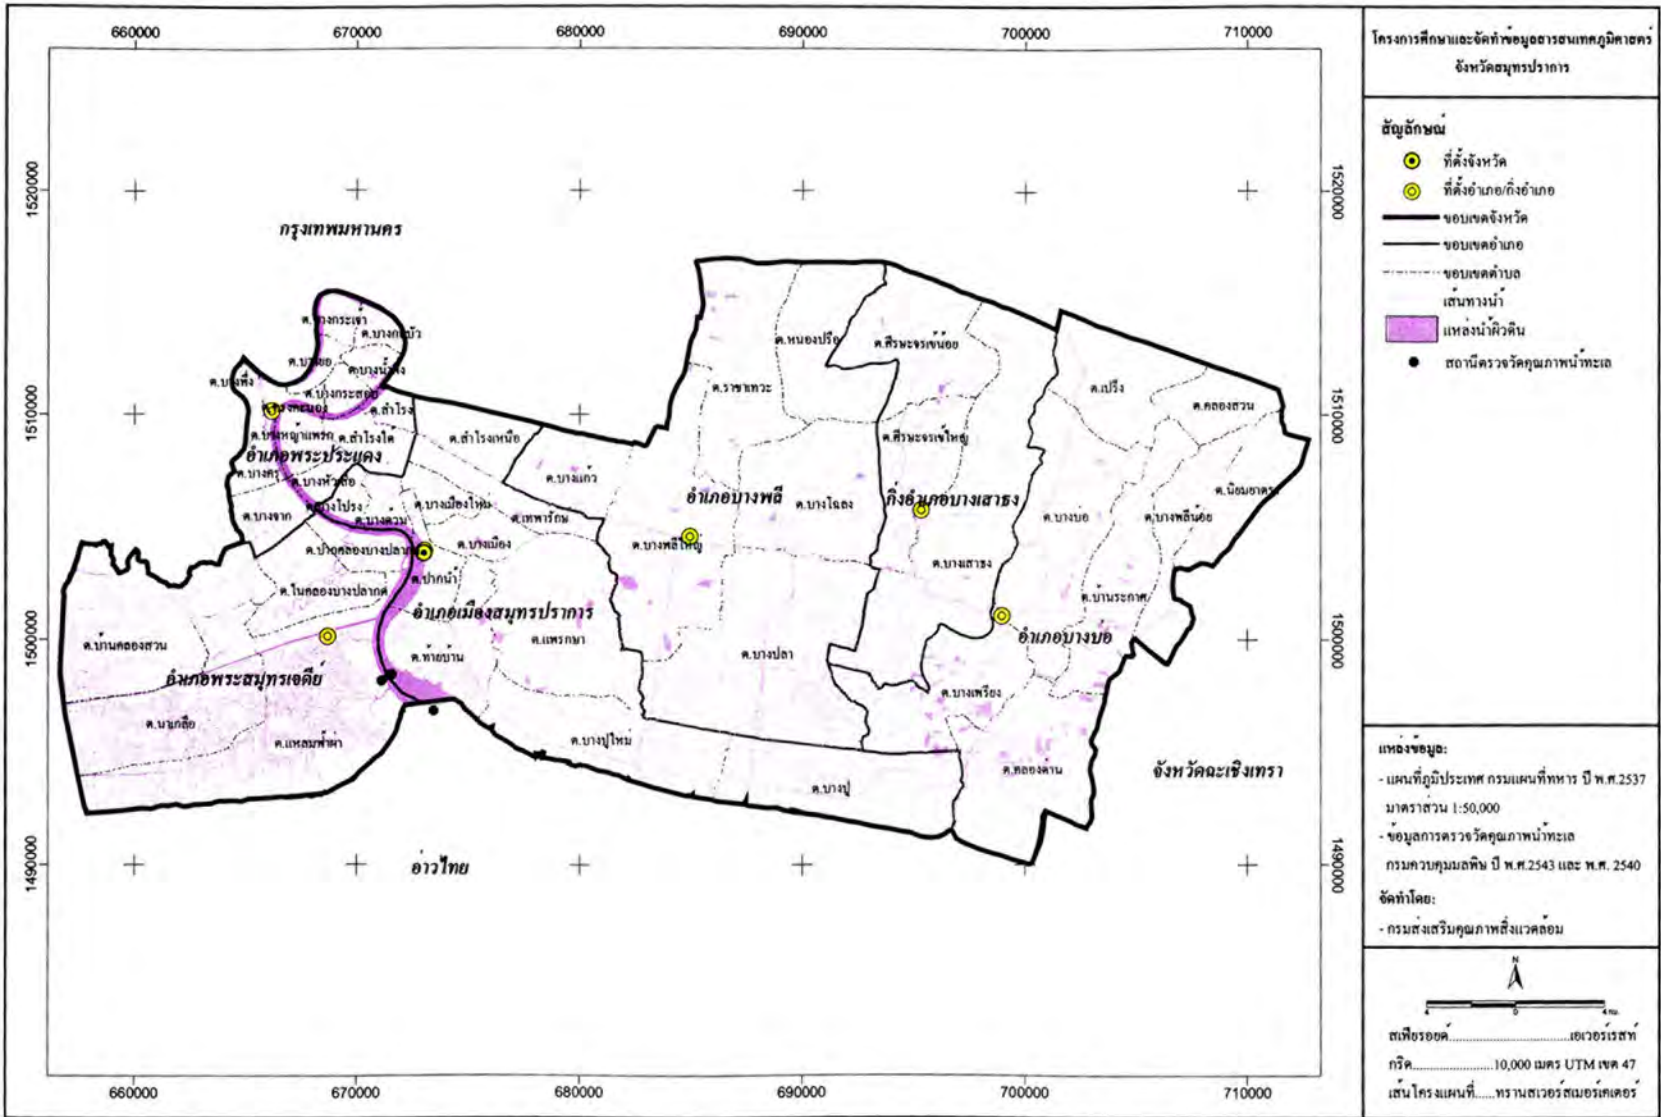 660000 670000 680000 690000 700000 710000
โครงการศึกษาและจัดทำข้อมูลสารสนเทศภูมิศาสตร์
จังหวัดสมุทรปราการ
สัญลักษณ์
ที่ตั้งจังหวัด
ที่ตั้งอำเภอ/กิ่งอำเภอ
ขอบเขตจังหวัด
ขอบเขตอำเภอ
ขอบเขตตำบล
เส้นทางน้ำ
แหล่งน้ำผิวดิน
สถานีตรวจวัดคุณภาพน้ำทะเล
1520000 1520000
กรุงเทพมหานคร
ต.บางกระเจ้า
ต.บางกอบัว
ต.หนองปรือ
ต.ศีรษะจรเข้น้อย
ต.บางยอ
ต.บางน้ำผึ้ง
ต.บางพึ่ง
ต.บางกระสอบ
ต.ราชาเทวะ
ต.เปร็ง
ต.คลองสวน
1510000 1510000
ต.สำโรง
ต.บางหญ้าแพรก
ต.สำโรงใต้
ต.สำโรงเหนือ
ต.ศีรษะจรเข้ใหญ่
อำเภอพระประแดง
ต.บางครุ
ต.บางหัวเสือ
ต.บางแก้ว
อำเภอบางพลี
ต.บางโฉลง
กิ่งอำเภอบางเสาธง
ต.นิยมยาตรา
ต.บางจาก
ต.บางโปรง
ต.บางด้วน
ต.บางเมืองใหม่
ต.เทพารักษ์
ต.บางบ่อ
ต.บางพลีน้อย
ต.ปากคลองบางปลากด
ต.บางเมือง
ต.บางพลีใหญ่
ต.บางเสาธง
ต.ในคลองบางปลากด
ต.ปากน้ำ
ต.บ้านระกาศ
อำเภอเมืองสมุทรปราการ
อำเภอบางบ่อ
1500000 1500000
ต.บ้านคลองสวน
ต.แพรกษา
ต.ท้ายบ้าน
ต.บางปลา
อำเภอพระสมุทรเจดีย์
ต.บางเพรียง
ต.นาเกลือ
ต.แหลมฟ้าผ่า
ต.บางปูใหม่
ต.คลองด่าน
จังหวัดฉะเชิงเทรา
ต.บางปู
อ่าวไทย
1490000 1490000
แหล่งข้อมูล:
- แผนที่ภูมิประเทศ กรมแผนที่ทหาร ปี พ.ศ.2537
มาตราส่วน 1:50,000
- ข้อมูลการตรวจวัดคุณภาพน้ำทะเล
กรมควบคุมมลพิษ ปี พ.ศ.2543 และ พ.ศ. 2540
จัดทำโดย:
- กรมส่งเสริมคุณภาพสิ่งแวดล้อม
N
4 0 4 กม.
สเฟียรอยด์....................เอเวอร์เรสท์
กริด....................10,000 เมตร UTM เขต 47
เส้นโครงแผนที่.....ทรานสเวอร์สเมอร์เคเตอร์
660000 670000 680000 690000 700000 710000